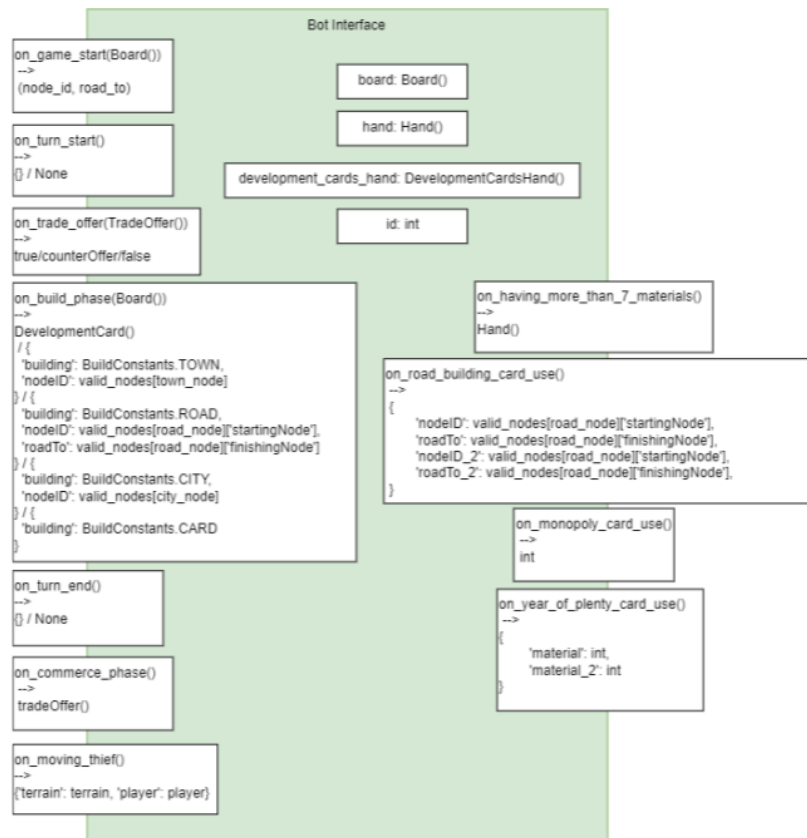 Bot Interface
on_game_start(Board())
-->
(node_id, road_to)
board: Board()
hand: Hand()
on_turn_start()
-->
{} / None
development_cards_hand: DevelopmentCardsHand()
on_trade_offer(TradeOffer())
-->
true/counterOffer/false
id: int
on_build_phase(Board())
-->
DevelopmentCard()
/ {
'building': BuildConstants.TOWN,
'nodeID': valid_nodes[town_node]
} / {
'building': BuildConstants.ROAD,
'nodeID': valid_nodes[road_node]['startingNode'],
'roadTo': valid_nodes[road_node]['finishingNode']
} / {
'building': BuildConstants.CITY,
'nodeID': valid_nodes[city_node]
} / {
'building': BuildConstants.CARD
}
on_having_more_than_7_materials()
-->
Hand()
on_road_building_card_use()
-->
{
'nodeID': valid_nodes[road_node]['startingNode'],
'roadTo': valid_nodes[road_node]['finishingNode'],
'nodeID_2': valid_nodes[road_node]['startingNode'],
'roadTo_2': valid_nodes[road_node]['finishingNode'],
}
on_monopoly_card_use()
-->
int
on_turn_end()
-->
{} / None
on_year_of_plenty_card_use()
-->
{
'material': int,
'material_2': int
}
on_commerce_phase()
-->
tradeOffer()
on_moving_thief()
-->
{'terrain': terrain, 'player': player}